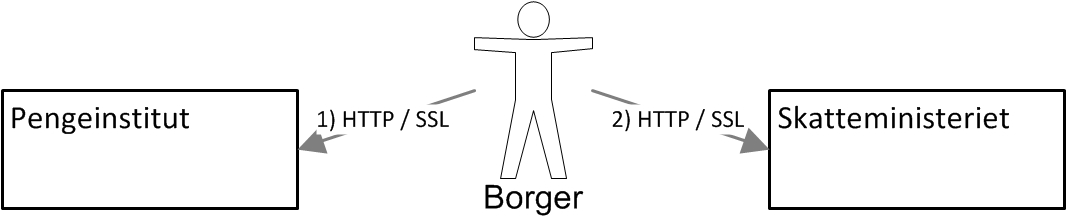 Pengeinstitut
1) HTTP / SSL
2) HTTP / SSL
Skatteministeriet
Borger